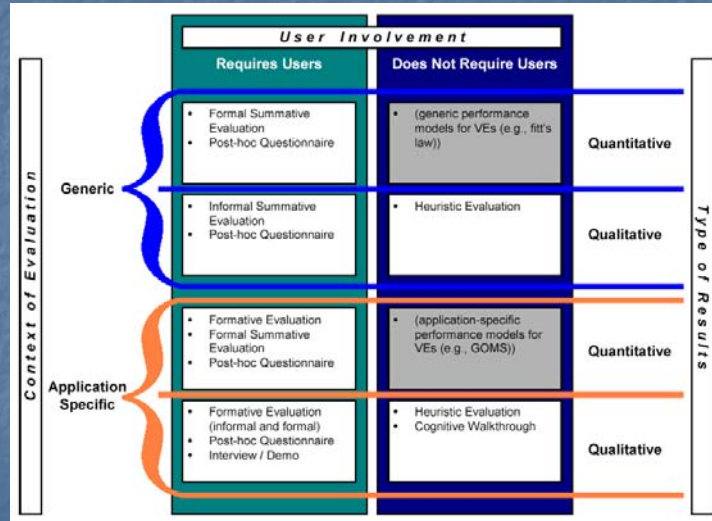 User Involvement
Requires Users
Does Not Require Users
Context of Evaluation
Generic
• Formal Summative
Evaluation
• Post-hoc Questionnaire
• (generic performance
models for VEs (e.g., fitt's
law))
Quantitative
• Informal Summative
Evaluation
• Post-hoc Questionnaire
• Heuristic Evaluation
Qualitative
Type of Results
Application
Specific
• Formative Evaluation
• Formal Summative
Evaluation
• Post-hoc Questionnaire
• (application-specific
performance models for
VEs (e.g., GOMS))
Quantitative
• Formative Evaluation
(informal and formal)
• Post-hoc Questionnaire
• Interview / Demo
• Heuristic Evaluation
• Cognitive Walkthrough
Qualitative